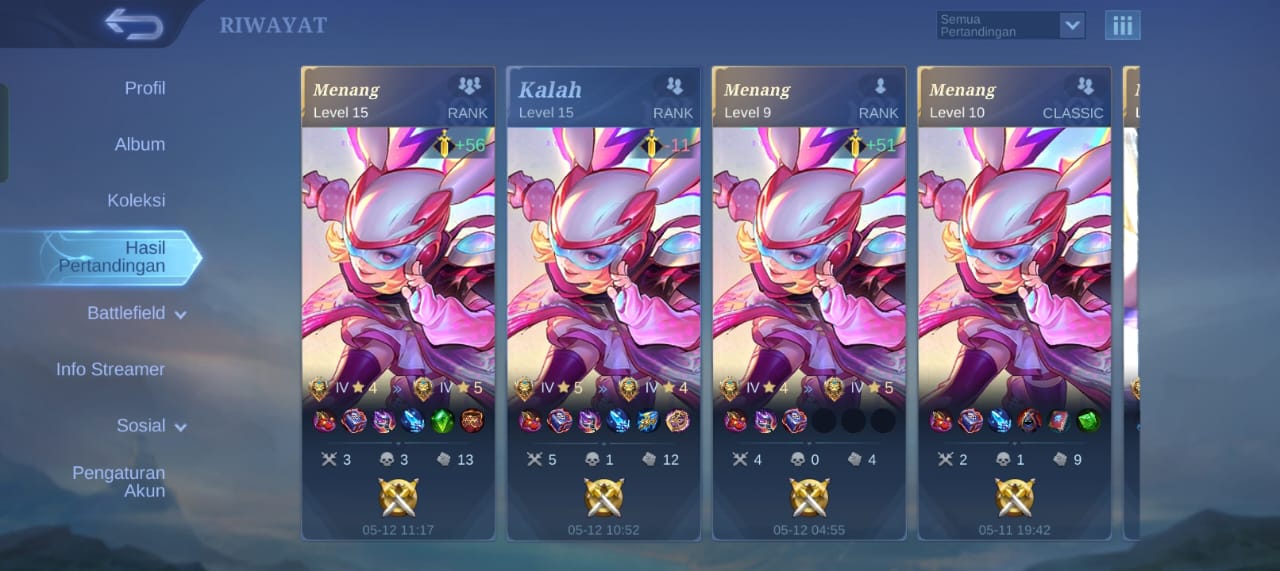 RIWAYAT
Semua
Pertandingan
Profil
Album
Koleksi
Hasil
Pertandingan
Battlefield
Info Streamer
Sosial
Pengaturan
Akun
Menang
Level 15 RANK
+56
IV 4 » IV 5
3 3 13
05-12 11:17
Kalah
Level 15 RANK
-11
IV 5 » IV 4
5 1 12
05-12 10:52
Menang
Level 9 RANK
+51
IV 4 » IV 5
4 0 4
05-12 04:55
Menang
Level 10 CLASSIC
2 1 9
05-11 19:42